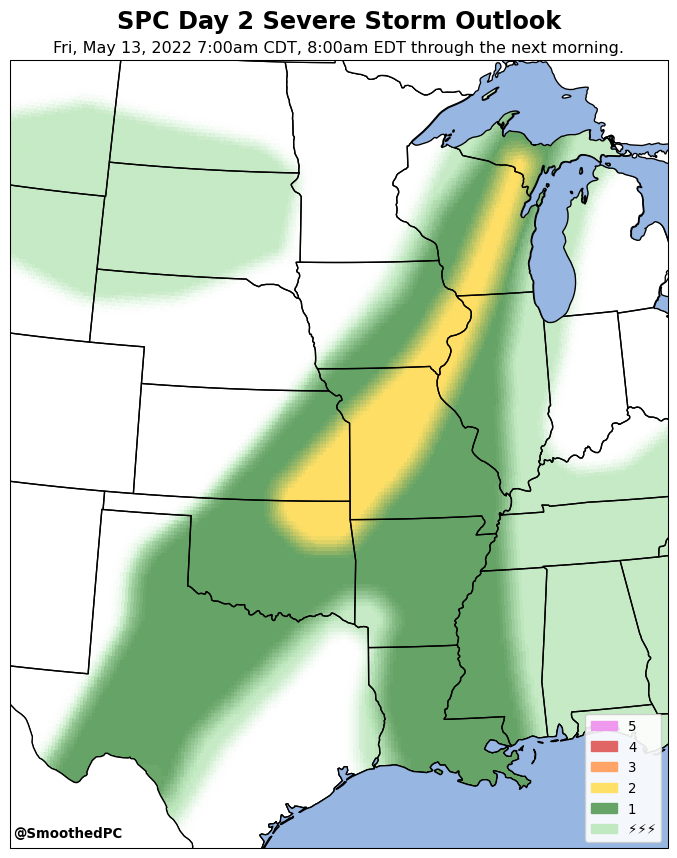 SPC Day 2 Severe Storm Outlook
Fri, May 13, 2022 7:00am CDT, 8:00am EDT through the next morning.
5
4
3
2
1
⚡⚡⚡
@SmoothedPC